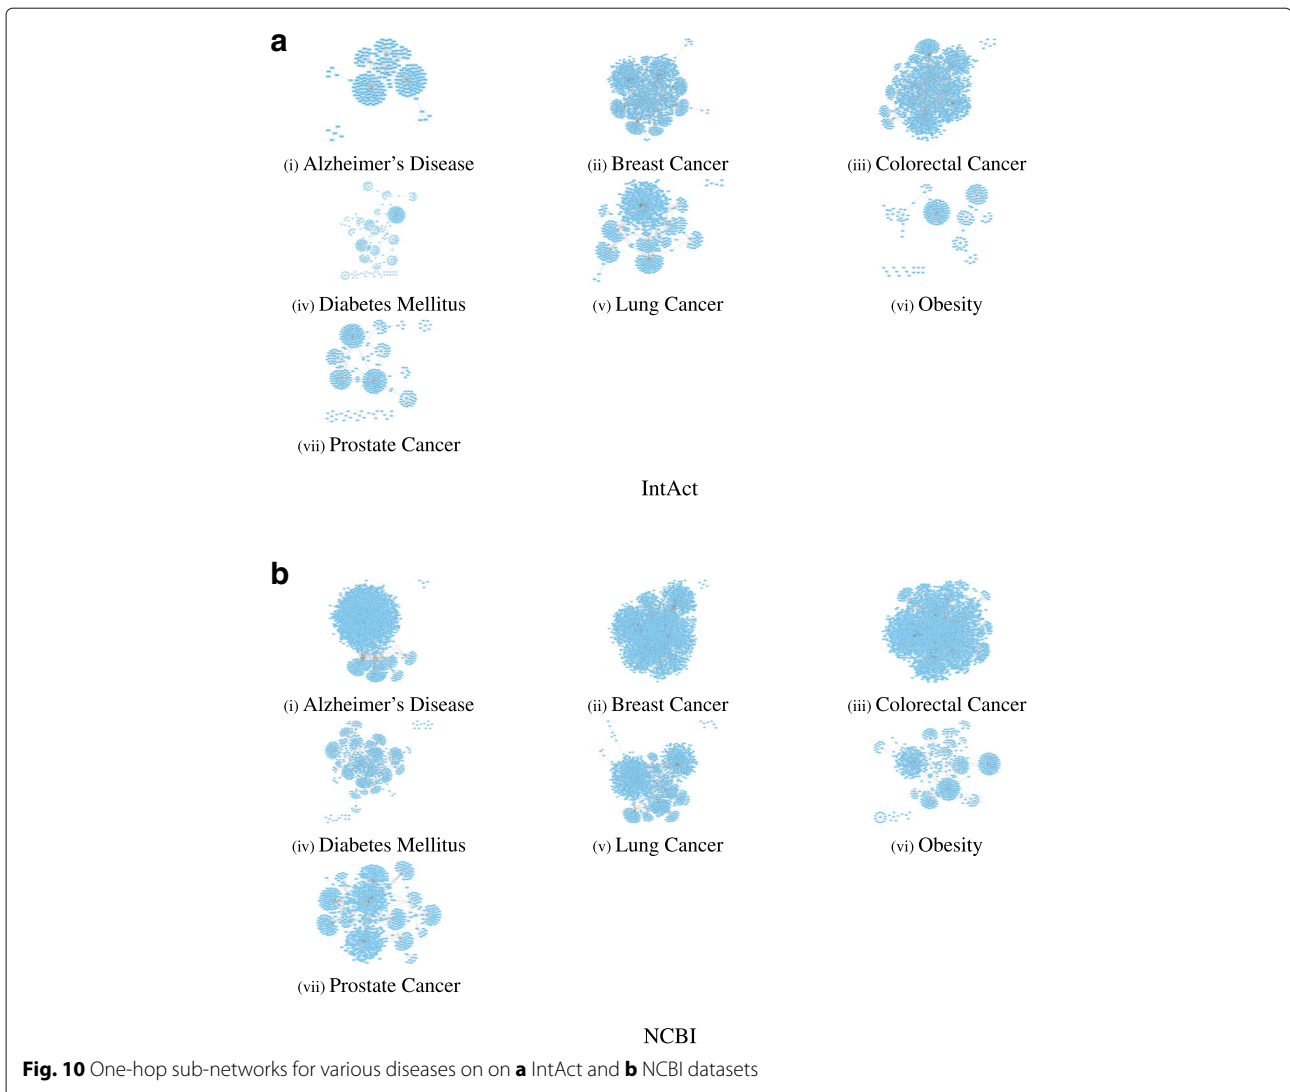 a
(i) Alzheimer's Disease (ii) Breast Cancer (iii) Colorectal Cancer
(iv) Diabetes Mellitus (v) Lung Cancer (vi) Obesity
(vii) Prostate Cancer
IntAct
b
(i) Alzheimer's Disease (ii) Breast Cancer (iii) Colorectal Cancer
(iv) Diabetes Mellitus (v) Lung Cancer (vi) Obesity
(vii) Prostate Cancer
NCBI
Fig. 10 One-hop sub-networks for various diseases on on a IntAct and b NCBI datasets